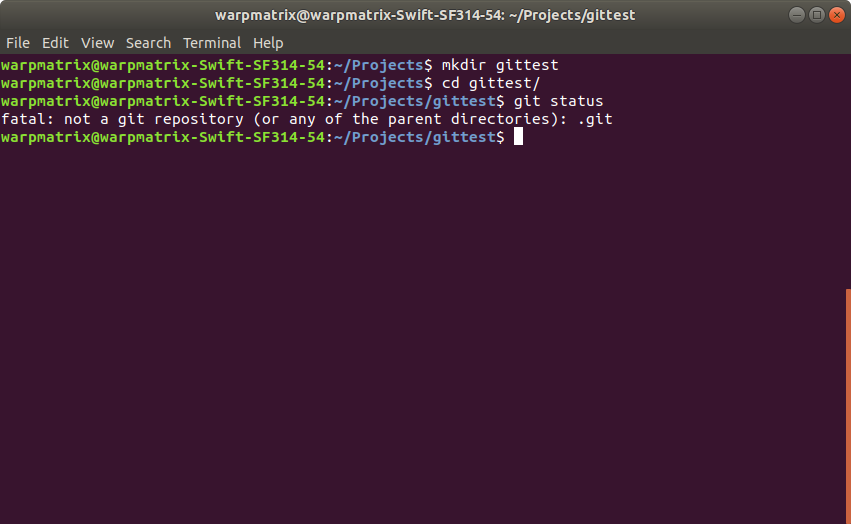 warpmatrix@warpmatrix-Swift-SF314-54: ~/Projects/gittest
File Edit View Search Terminal Help
warpmatrix@warpmatrix-Swift-SF314-54:~/Projects$ mkdir gittest
warpmatrix@warpmatrix-Swift-SF314-54:~/Projects$ cd gittest/
warpmatrix@warpmatrix-Swift-SF314-54:~/Projects/gittest$ git status
fatal: not a git repository (or any of the parent directories): .git
warpmatrix@warpmatrix-Swift-SF314-54:~/Projects/gittest$